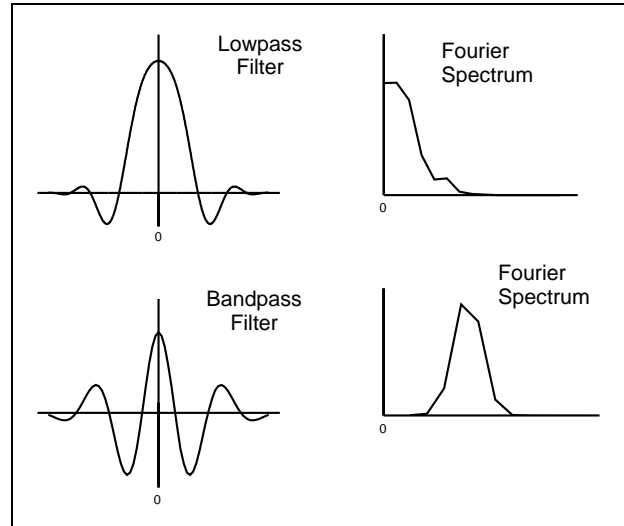 Lowpass
Filter
Fourier
Spectrum
0
0
Bandpass
Filter
Fourier
Spectrum
0
0